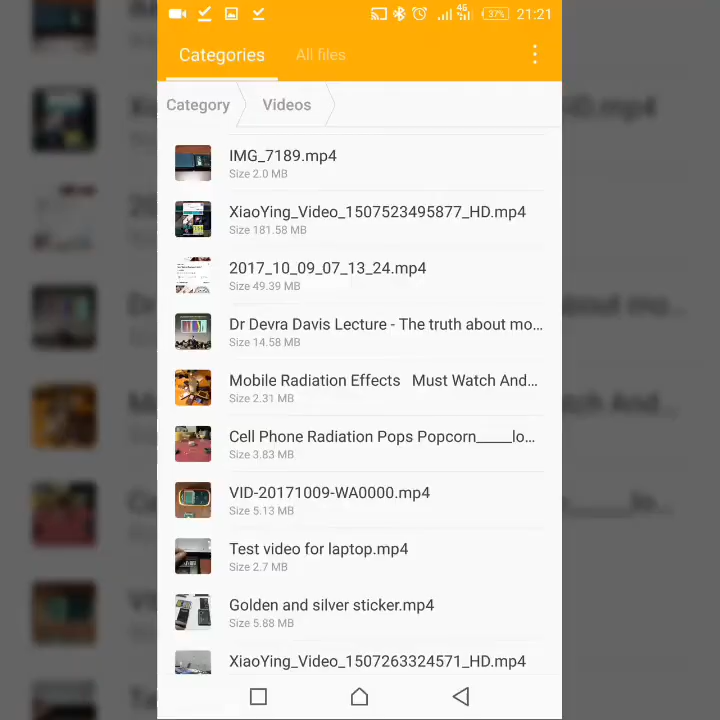 4G
37%
21:21
Categories
All files
Category
Videos
IMG_7189.mp4
Size 2.0 MB
XiaoYing_Video_1507523495877_HD.mp4
Size 181.58 MB
2017_10_09_07_13_24.mp4
Size 49.39 MB
Dr Devra Davis Lecture - The truth about mo...
Size 14.58 MB
Mobile Radiation Effects Must Watch And...
Size 2.31 MB
Cell Phone Radiation Pops Popcorn_____lo...
Size 3.83 MB
VID-20171009-WA0000.mp4
Size 5.13 MB
Test video for laptop.mp4
Size 2.7 MB
Golden and silver sticker.mp4
Size 5.88 MB
XiaoYing_Video_1507263324571_HD.mp4